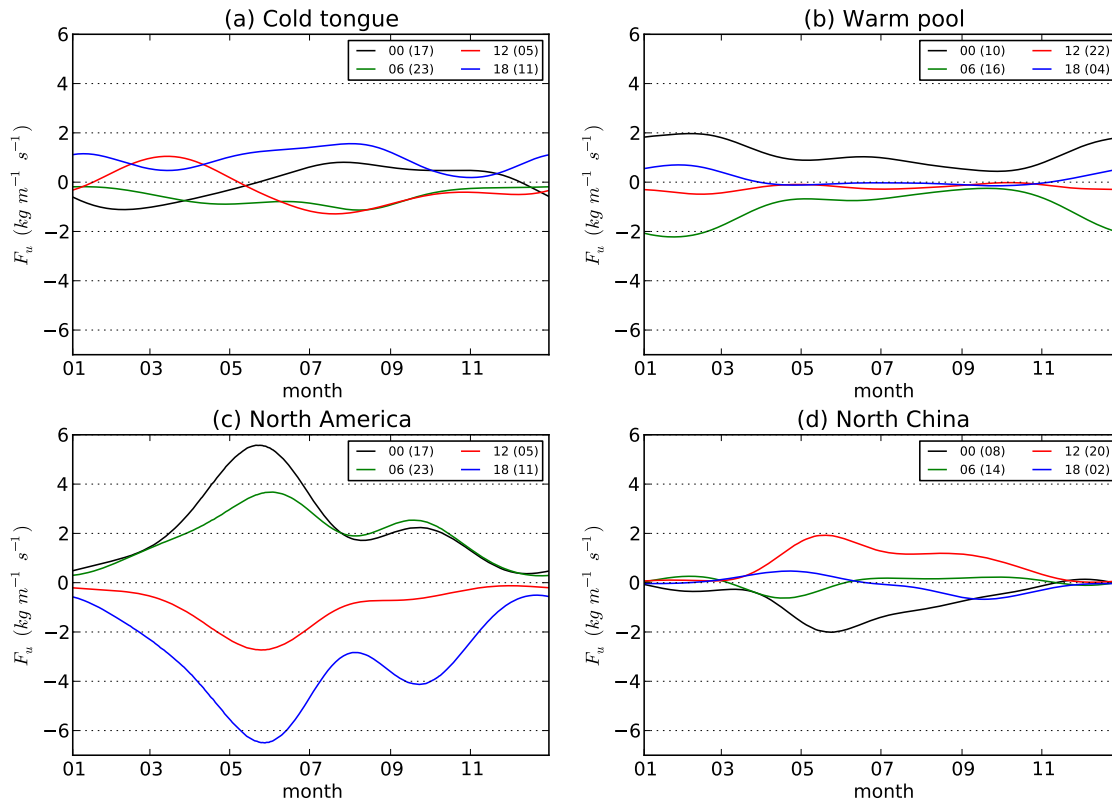 (a) Cold tongue
00 (17) 12 (05)
06 (23) 18 (11)
6
4
2
0
−2
−4
−6
F_u (kg m^−1 s^−1)
01 03 05 07 09 11
month
(b) Warm pool
00 (10) 12 (22)
06 (16) 18 (04)
6
4
2
0
−2
−4
−6
F_u (kg m^−1 s^−1)
01 03 05 07 09 11
month
(c) North America
00 (17) 12 (05)
06 (23) 18 (11)
6
4
2
0
−2
−4
−6
F_u (kg m^−1 s^−1)
01 03 05 07 09 11
month
(d) North China
00 (08) 12 (20)
06 (14) 18 (02)
6
4
2
0
−2
−4
−6
F_u (kg m^−1 s^−1)
01 03 05 07 09 11
month